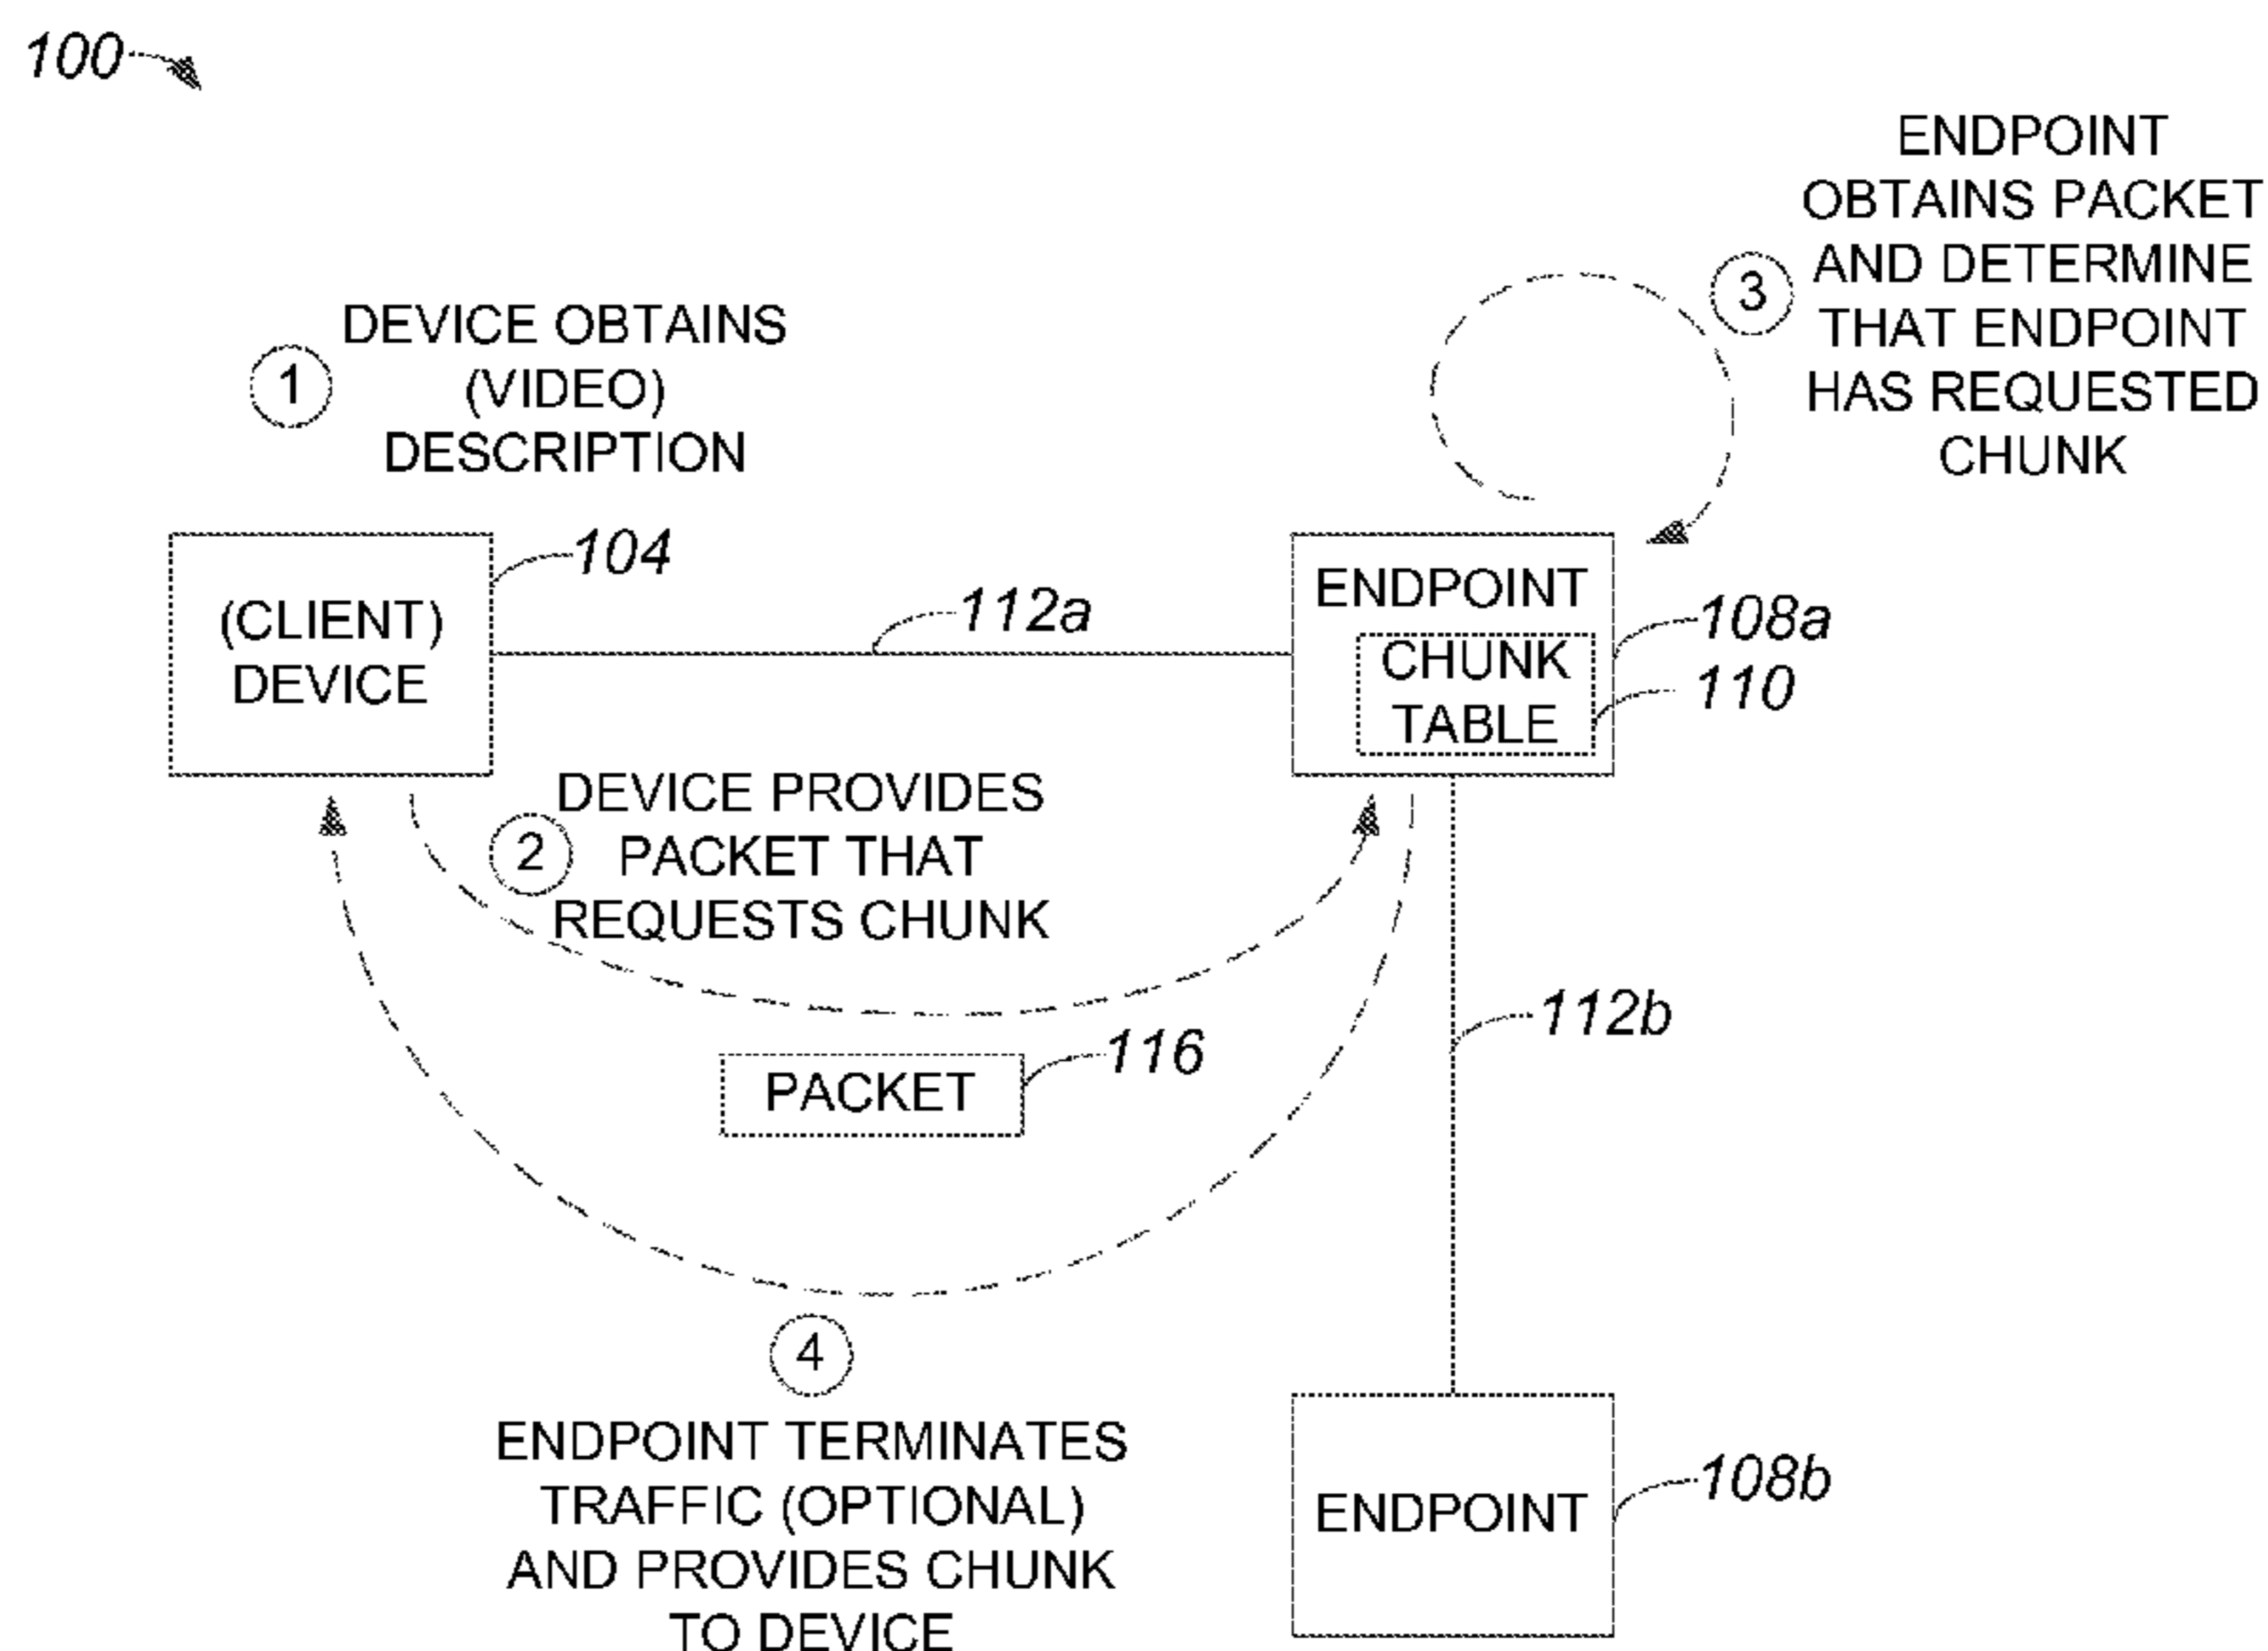 100
ENDPOINT
OBTAINS PACKET
AND DETERMINE
THAT ENDPOINT
HAS REQUESTED
CHUNK
3
DEVICE OBTAINS
(VIDEO)
DESCRIPTION
1
104
(CLIENT)
DEVICE
112a
ENDPOINT
CHUNK
TABLE
108a
110
DEVICE PROVIDES
PACKET THAT
REQUESTS CHUNK
2
PACKET
116
112b
4
ENDPOINT TERMINATES
TRAFFIC (OPTIONAL)
AND PROVIDES CHUNK
TO DEVICE
ENDPOINT
108b